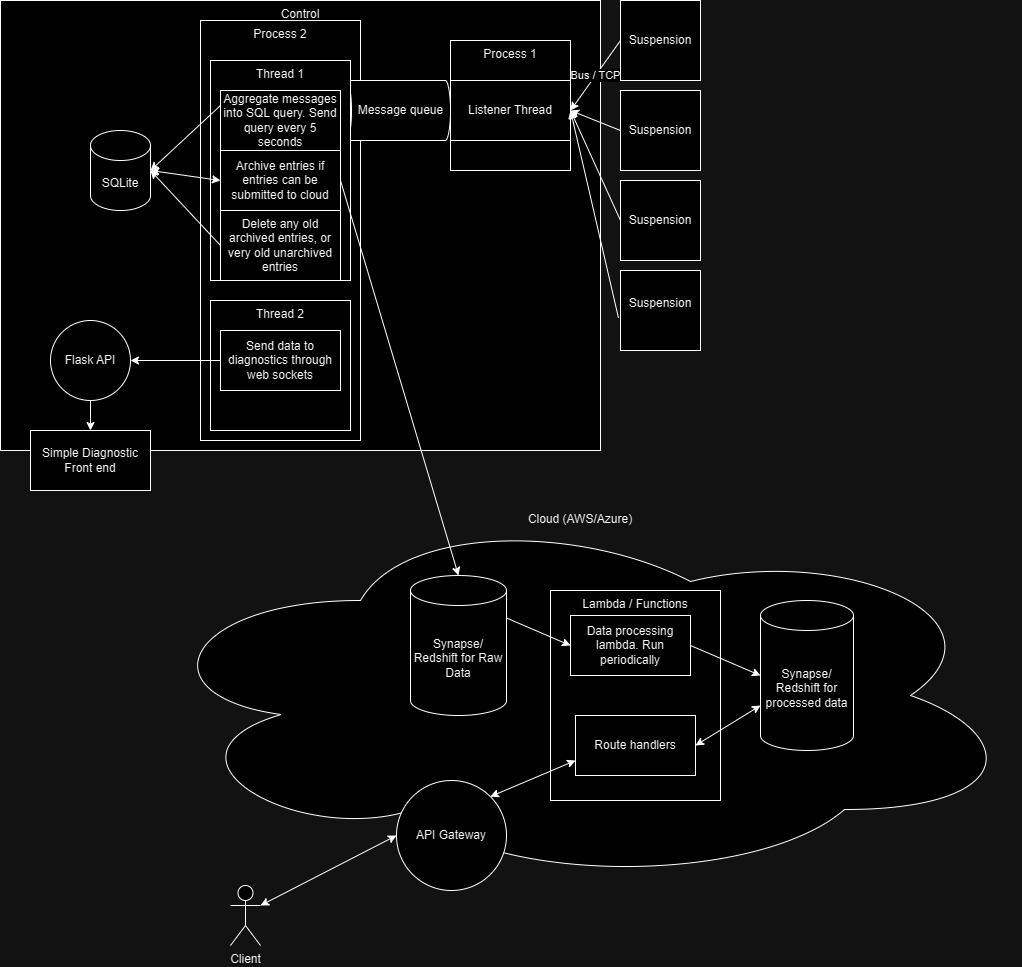 Control
Process 2
Thread 1
Aggregate messages
into SQL query. Send
query every 5
seconds
Archive entries if
entries can be
submitted to cloud
Delete any old
archived entries, or
very old unarchived
entries
SQLite
Message queue
Process 1
Listener Thread
Bus / TCP
Suspension
Suspension
Suspension
Suspension
Thread 2
Send data to
diagnostics through
web sockets
Flask API
Simple Diagnostic
Front end
Cloud (AWS/Azure)
Synapse/
Redshift for Raw
Data
Lambda / Functions
Data processing
lambda. Run
periodically
Route handlers
Synapse/
Redshift for
processed data
API Gateway
Client